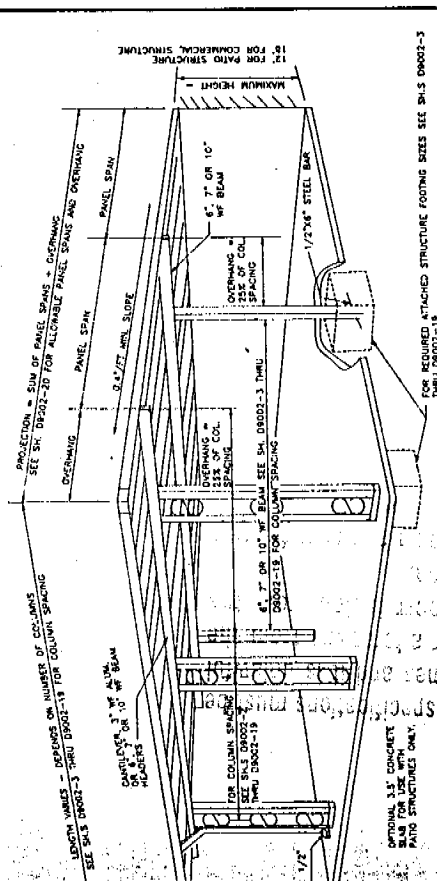 PROJECTION = SUM OF PANEL SPANS + OVERHANG
SEE SH. D9002-20 FOR ALLOWABLE PANEL SPANS AND OVERHANG
OVERHANG
PANEL SPAN
PANEL SPAN
LENGTH VARIES - DEPENDS ON NUMBER OF COLUMNS
SEE SH.S D9002-3 THRU D9002-19 FOR COLUMN SPACING
0.4"/FT MIN. SLOPE
CANTILEVER, 3" WF ALUM.
OR 6", 7" OR 10" WF BEAM
HEADERS
6", 7" OR 10"
WF BEAM
MAXIMUM HEIGHT =
12' FOR PATIO STRUCTURE
18' FOR COMMERCIAL STRUCTURE
OVERHANG =
25% OF COL.
SPACING
OVERHANG =
25% OF COL.
SPACING
6", 7" OR 10" WF BEAM SEE SH. D9002-3 THRU
D9002-19 FOR COLUMN SPACING
FOR COLUMN SPACING
SEE SH.S D9002-3
THRU D9002-19
1/2"X6" STEEL BAR
1/2"
OPTIONAL 3.5" CONCRETE
SLAB FOR USE WITH
PATIO STRUCTURES ONLY.
FOR REQUIRED ATTACHED STRUCTURE FOOTING SIZES SEE SH.S D9002-3
THRU D9002-19
specifications must be